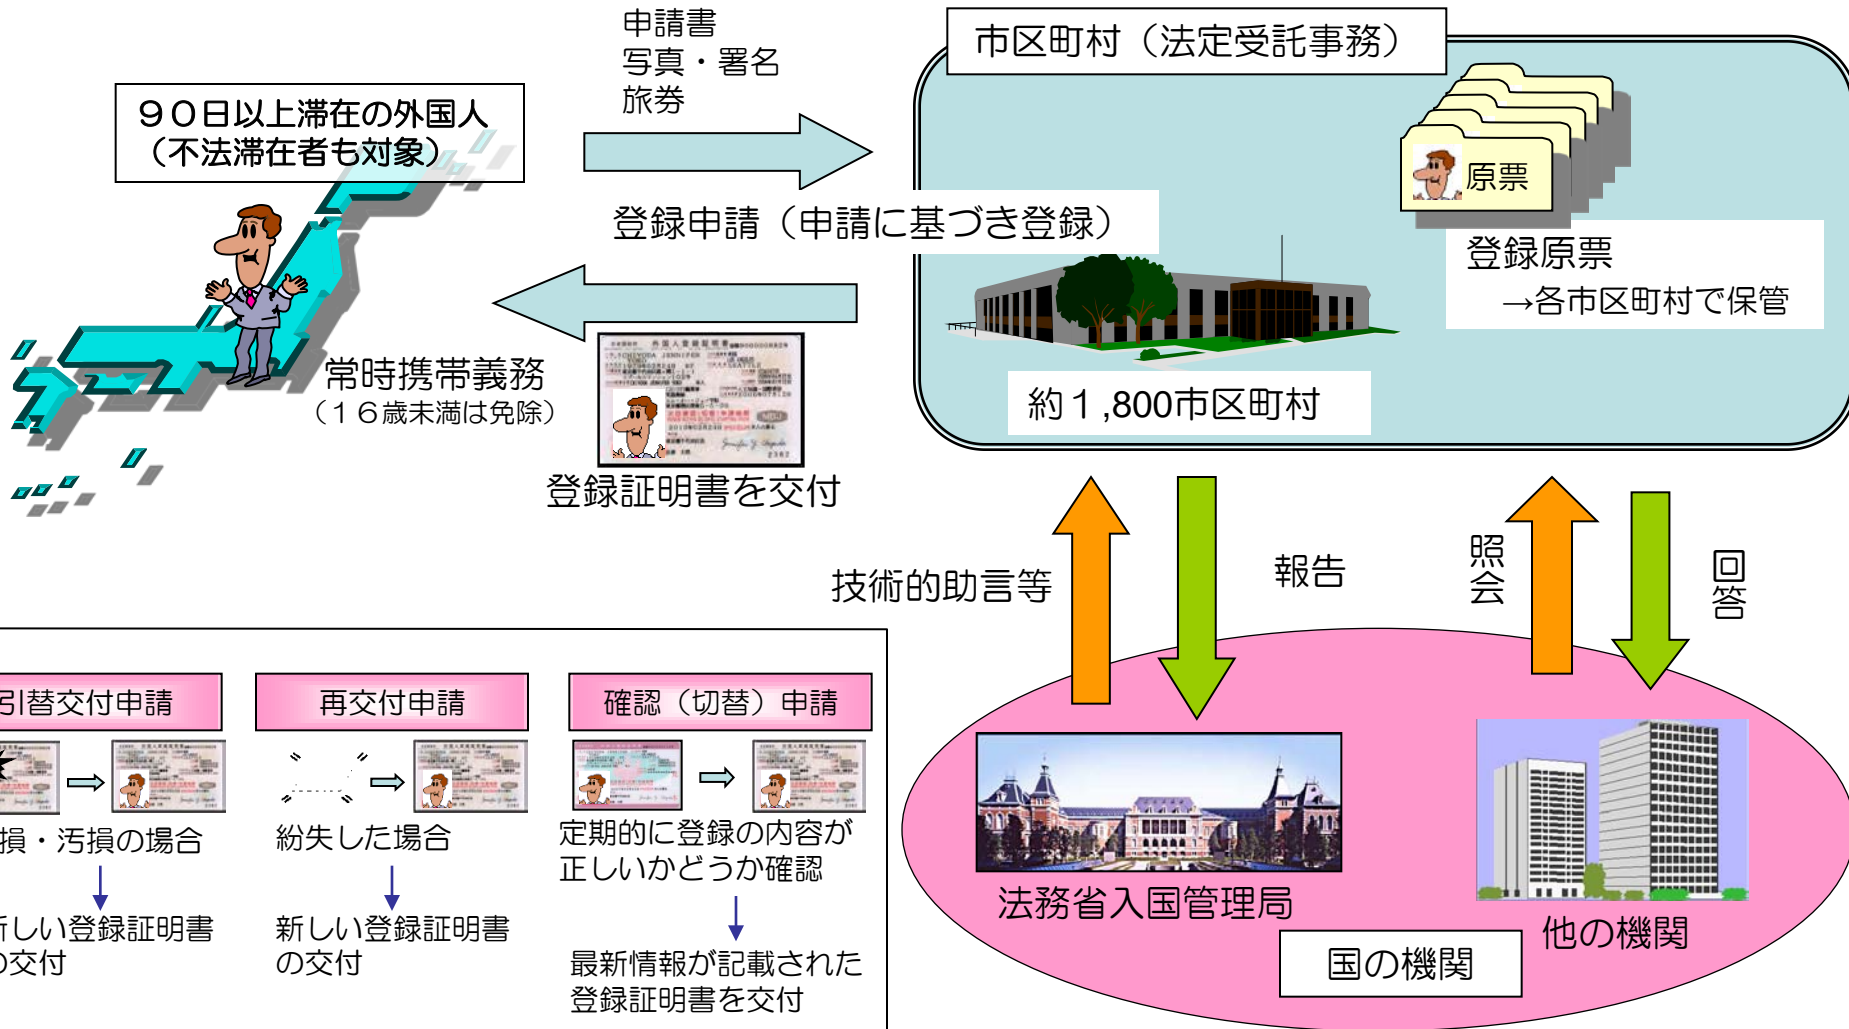 申請書
写真・署名
旅券
市区町村（法定受託事務）
９０日以上滞在の外国人
（不法滞在者も対象）
原票
登録申請（申請に基づき登録）
登録原票
→各市区町村で保管
常時携帯義務
（１６歳未満は免除）
外国人登録証明書
約１,800市区町村
登録証明書を交付
技術的助言等
報告
照会
回答
引替交付申請
再交付申請
確認（切替）申請
損・汚損の場合
紛失した場合
定期的に登録の内容が
正しいかどうか確認
新しい登録証明書
の交付
新しい登録証明書
の交付
最新情報が記載された
登録証明書を交付
法務省入国管理局
他の機関
国の機関